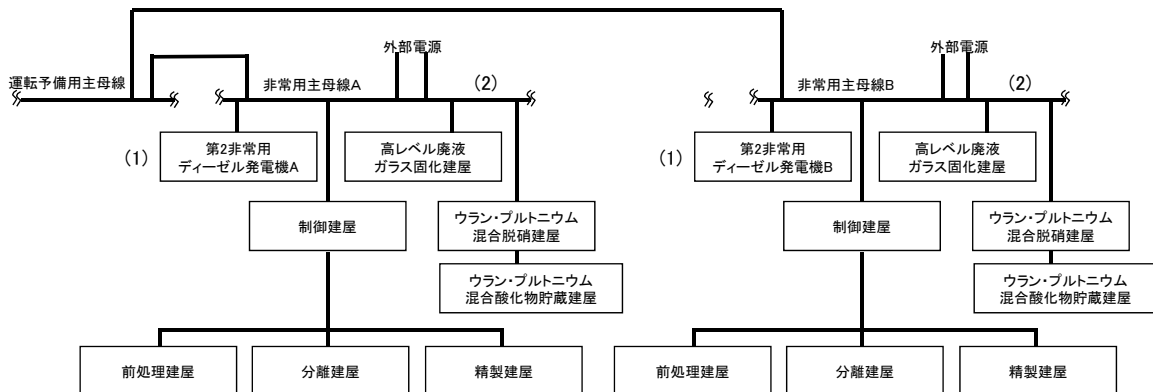 外部電源
外部電源
運転予備用主母線
非常用主母線A
(2)
非常用主母線B
(2)
(1)
第2非常用
ディーゼル発電機A
高レベル廃液
ガラス固化建屋
(1)
第2非常用
ディーゼル発電機B
高レベル廃液
ガラス固化建屋
制御建屋
ウラン・プルトニウム
混合脱硝建屋
制御建屋
ウラン・プルトニウム
混合脱硝建屋
ウラン・プルトニウム
混合酸化物貯蔵建屋
ウラン・プルトニウム
混合酸化物貯蔵建屋
前処理建屋
分離建屋
精製建屋
前処理建屋
分離建屋
精製建屋